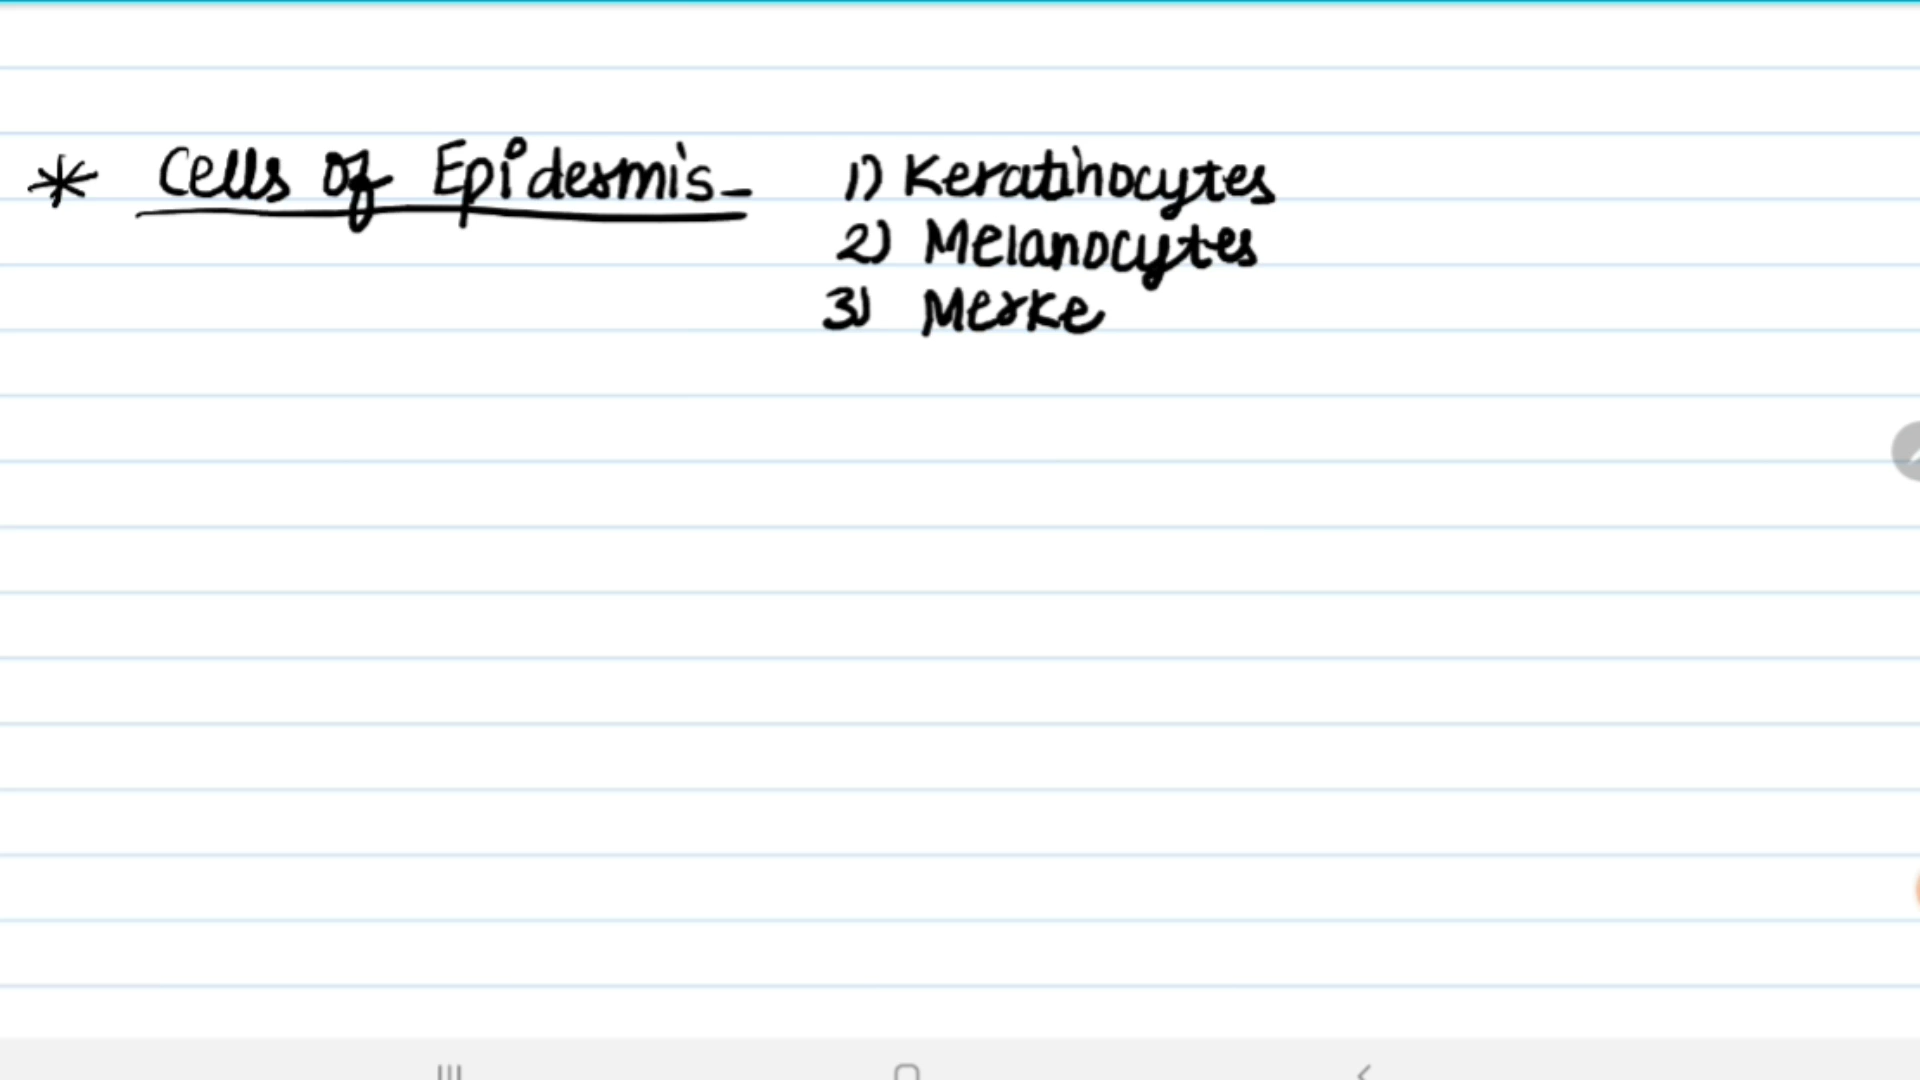 * Cells of Epidermis- 1) Keratinocytes
2) Melanocytes
3) Merke